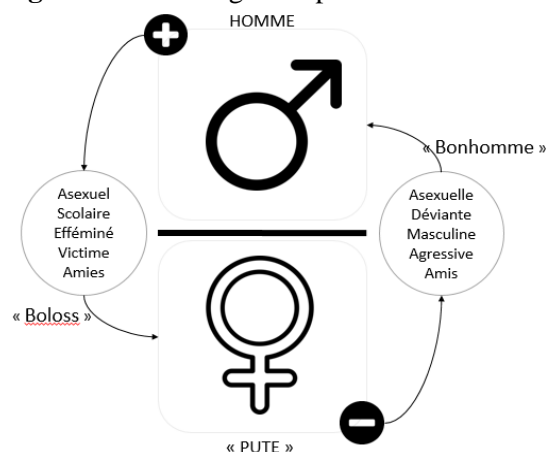 HOMME
« Bonhomme »
Asexuel
Scolaire
Efféminé
Victime
Amies
Asexuelle
Déviante
Masculine
Agressive
Amis
« Boloss »
« PUTE »